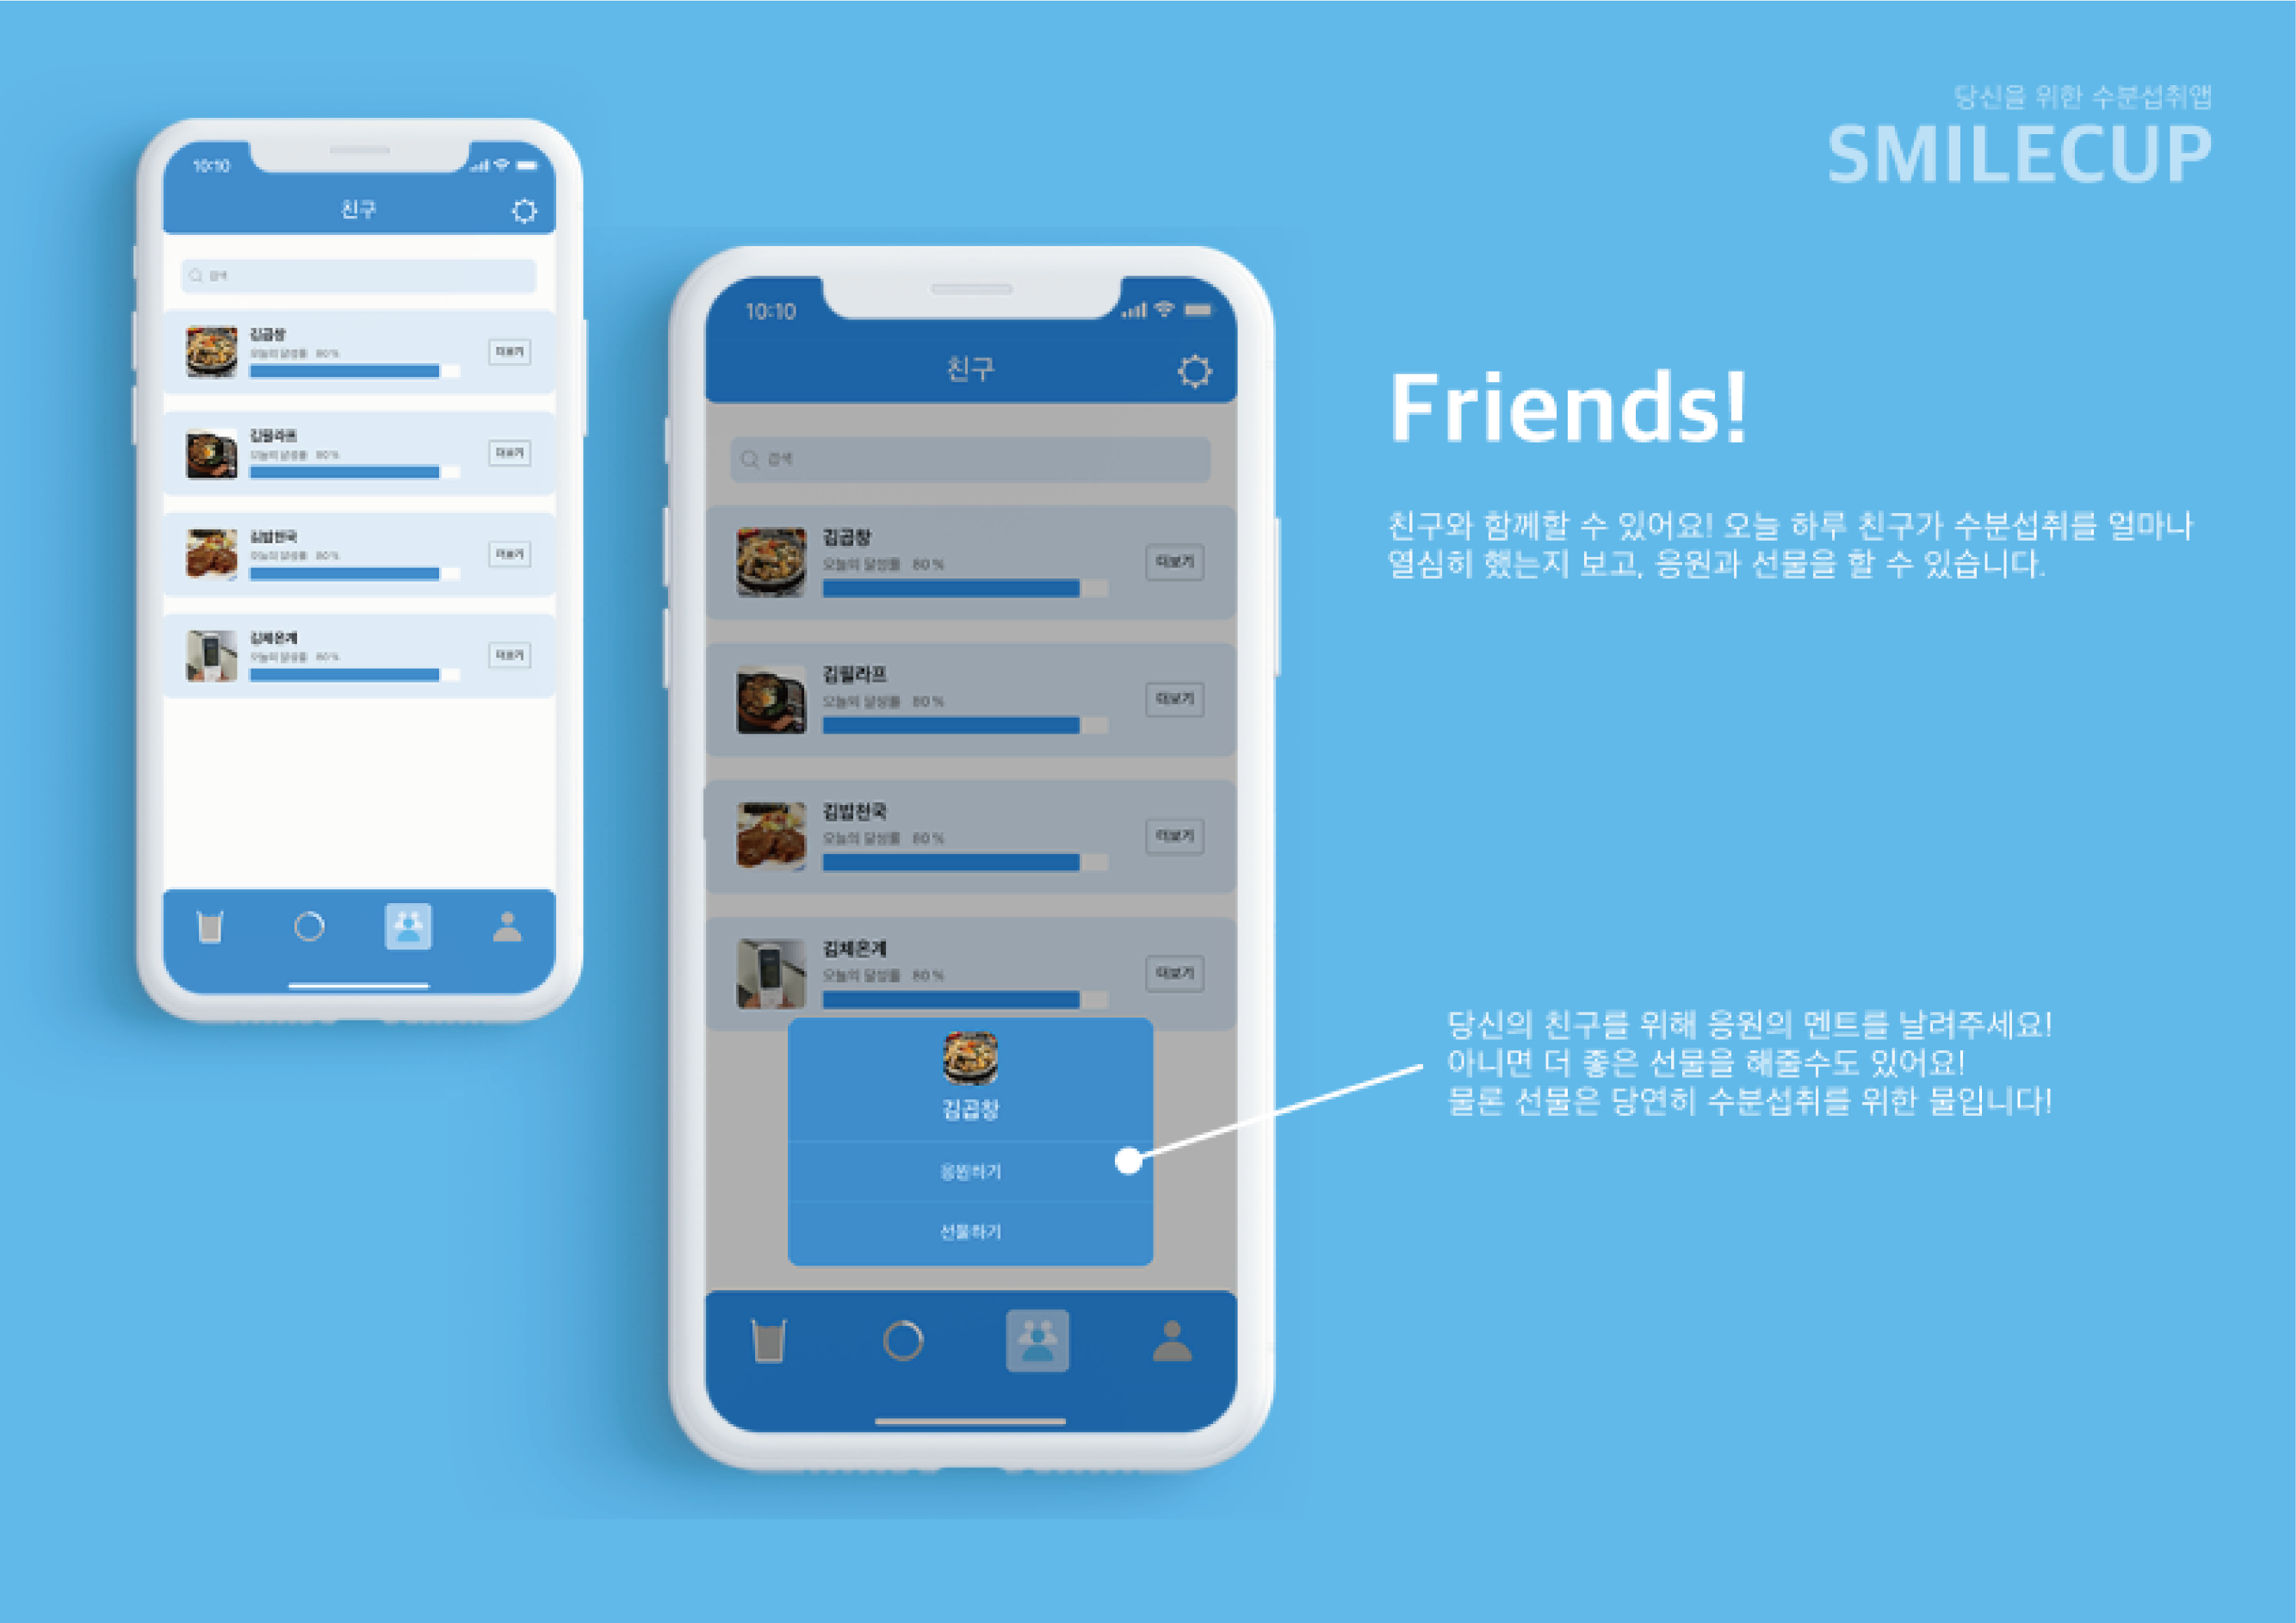 당신을 위한 수분섭취앱
SMILECUP
10:10
친구
검색
김곱창
오늘의 달성률 80 %
더보기
김필라프
오늘의 달성률 80 %
더보기
김밥천국
오늘의 달성률 80 %
더보기
김체온계
오늘의 달성률 80 %
더보기
10:10
친구
검색
김곱창
오늘의 달성률 80 %
더보기
김필라프
오늘의 달성률 80 %
더보기
김밥천국
오늘의 달성률 80 %
더보기
김체온계
오늘의 달성률 80 %
더보기
김곱창
응원하기
선물하기
Friends!
친구와 함께할 수 있어요! 오늘 하루 친구가 수분섭취를 얼마나
열심히 했는지 보고, 응원과 선물을 할 수 있습니다.
당신의 친구를 위해 응원의 멘트를 날려주세요!
아니면 더 좋은 선물을 해줄수도 있어요!
물론 선물은 당연히 수분섭취를 위한 물입니다!